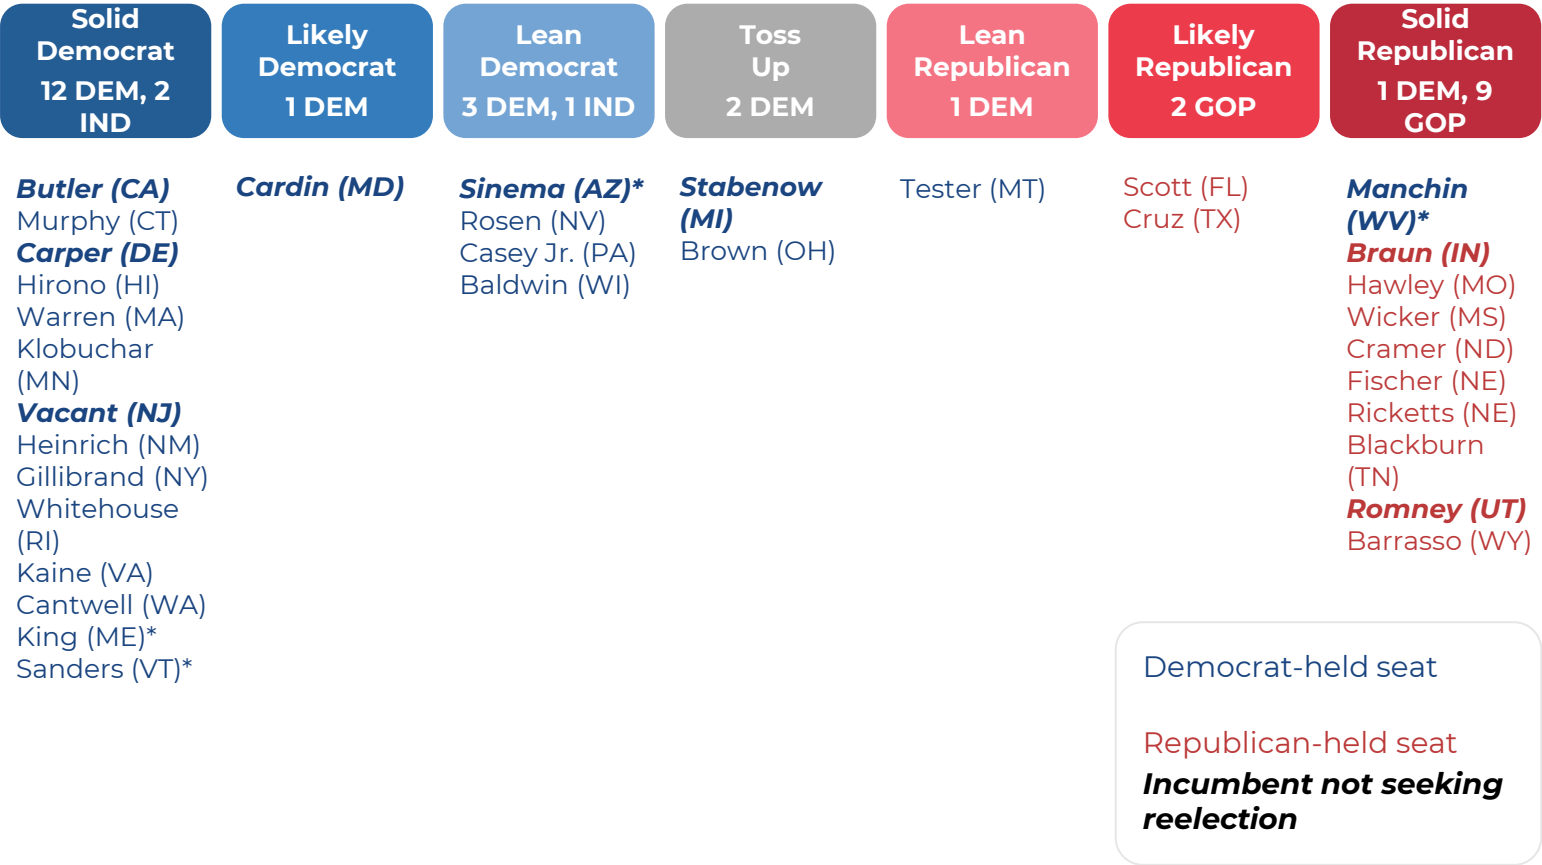 Solid
Democrat
12 DEM, 2
IND
Likely
Democrat
1 DEM
Lean
Democrat
3 DEM, 1 IND
Toss
Up
2 DEM
Lean
Republican
1 DEM
Likely
Republican
2 GOP
Solid
Republican
1 DEM, 9
GOP
Butler (CA)
Murphy (CT)
Carper (DE)
Hirono (HI)
Warren (MA)
Klobuchar
(MN)
Vacant (NJ)
Heinrich (NM)
Gillibrand (NY)
Whitehouse
(RI)
Kaine (VA)
Cantwell (WA)
King (ME)*
Sanders (VT)*
Cardin (MD)
Sinema (AZ)*
Rosen (NV)
Casey Jr. (PA)
Baldwin (WI)
Stabenow
(MI)
Brown (OH)
Tester (MT)
Scott (FL)
Cruz (TX)
Manchin
(WV)*
Braun (IN)
Hawley (MO)
Wicker (MS)
Cramer (ND)
Fischer (NE)
Ricketts (NE)
Blackburn
(TN)
Romney (UT)
Barrasso (WY)
Democrat-held seat
Republican-held seat
Incumbent not seeking
reelection